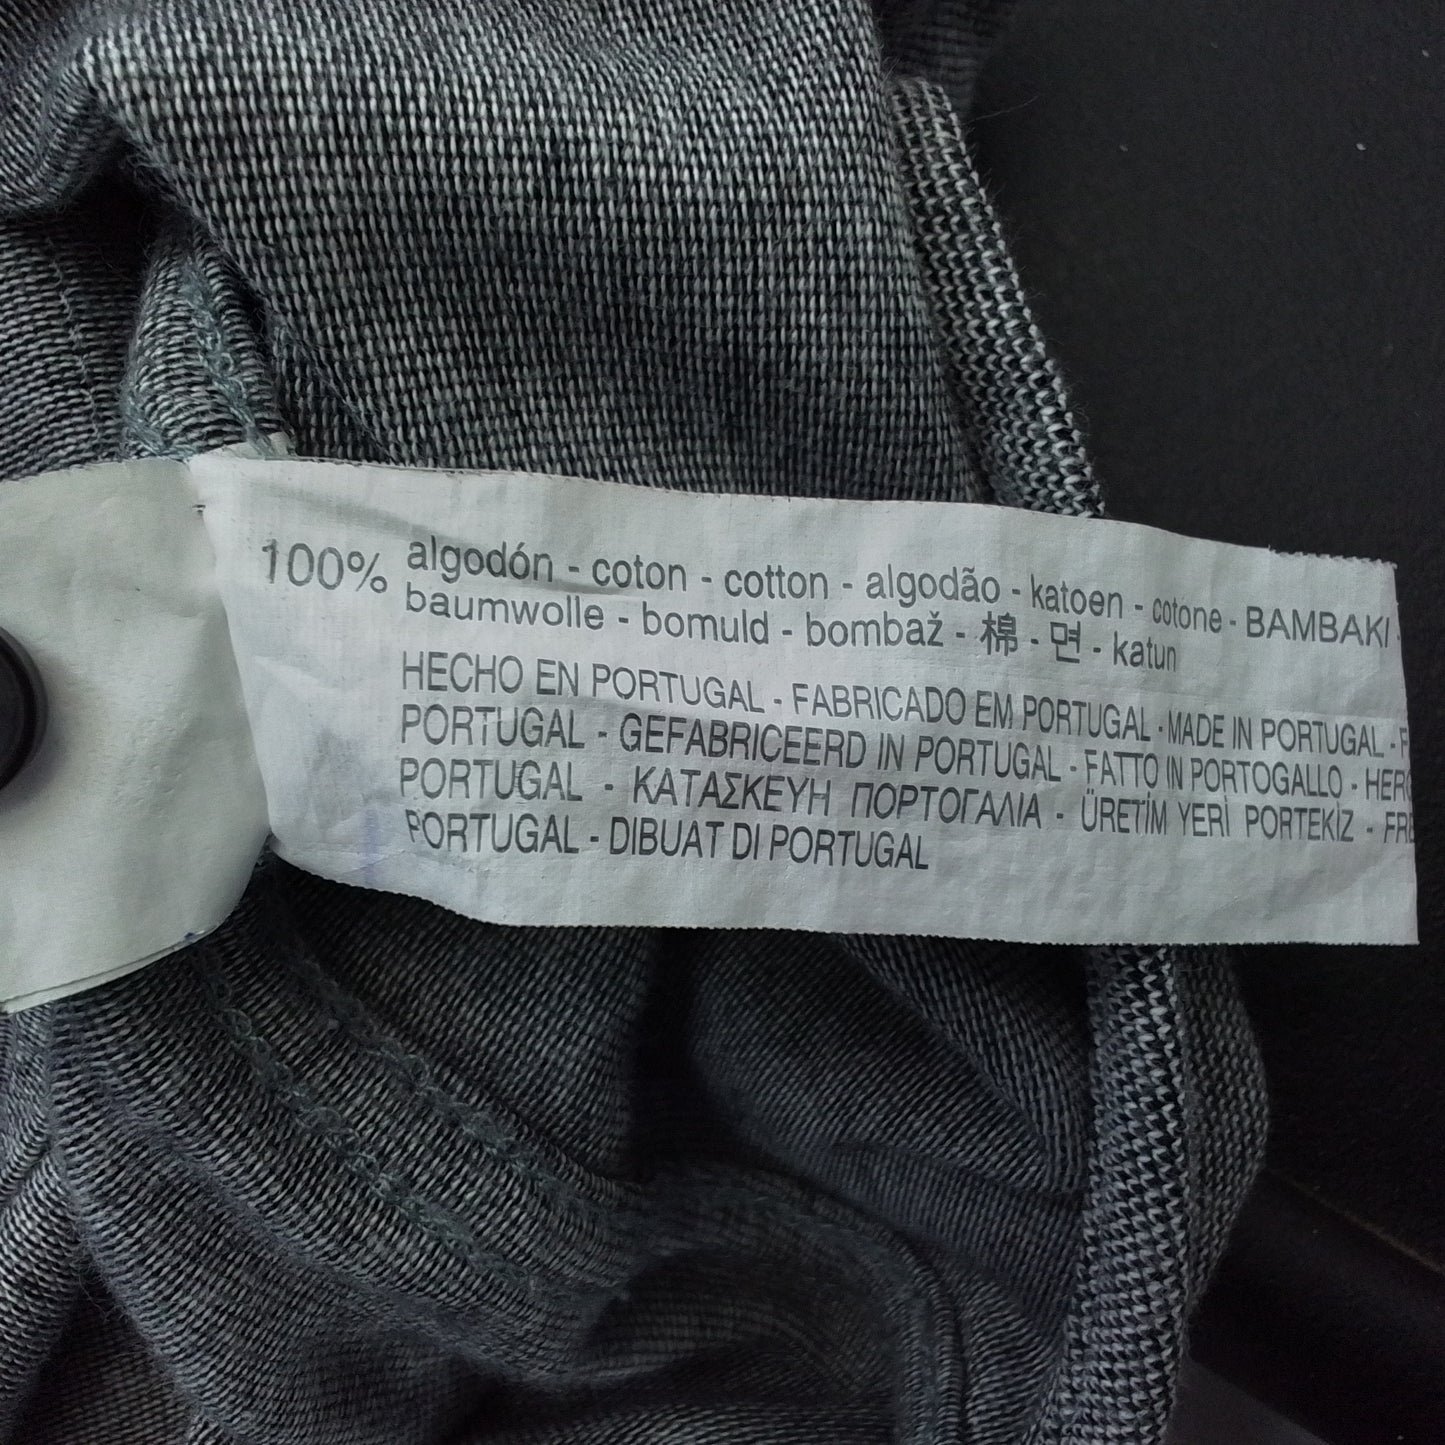 100% algodón - coton - cotton - algodão - katoen - cotone - BAMBAKI -
baumwolle - bomuld - bombaž - 棉 - 면 - katun
HECHO EN PORTUGAL - FABRICADO EM PORTUGAL - MADE IN PORTUGAL -
PORTUGAL - GEFABRICEERD IN PORTUGAL - FATTO IN PORTOGALLO -
PORTUGAL - ΚΑΤΑΣΚΕΥΗ ΠΟΡΤΟΓΑΛΙΑ - ÜRETİM YERİ PORTEKİZ -
PORTUGAL - DIBUAT DI PORTUGAL